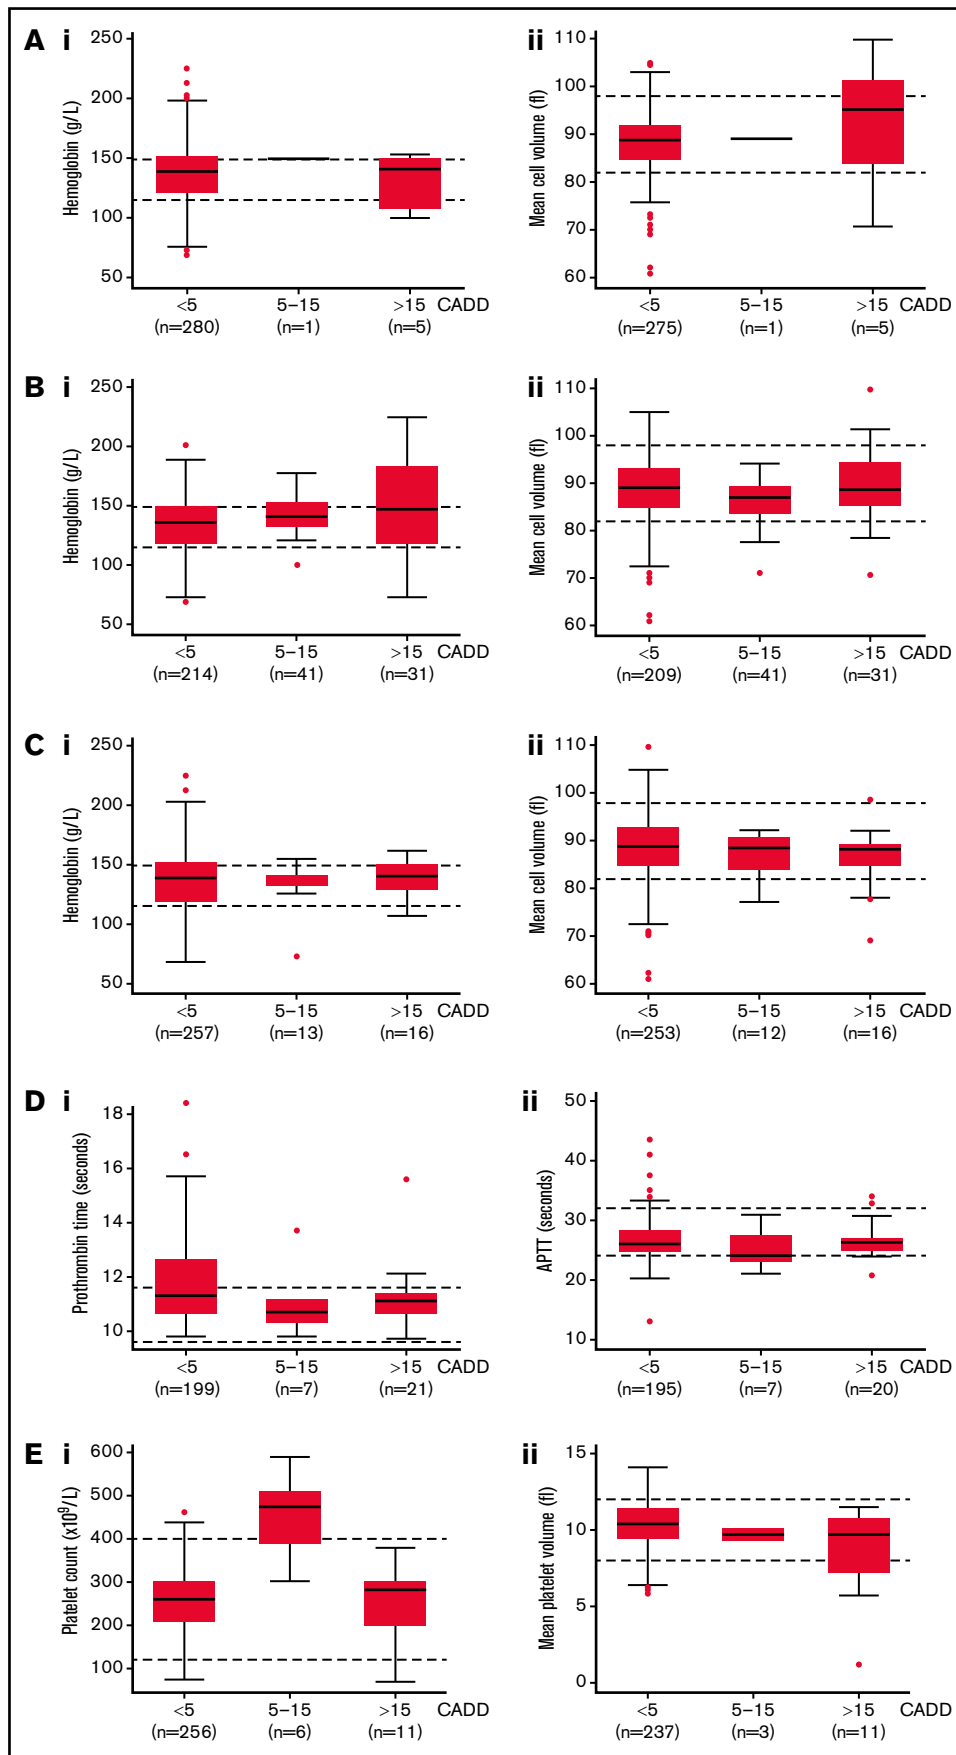 A i
Hemoglobin (g/L)
250
200
150
100
50
<5 5–15 >15 CADD
(n=280) (n=1) (n=5)
ii
Mean cell volume (fl)
110
100
90
80
70
60
<5 5–15 >15 CADD
(n=275) (n=1) (n=5)
B i
Hemoglobin (g/L)
250
200
150
100
50
<5 5–15 >15 CADD
(n=214) (n=41) (n=31)
ii
Mean cell volume (fl)
110
100
90
80
70
60
<5 5–15 >15 CADD
(n=209) (n=41) (n=31)
C i
Hemoglobin (g/L)
250
200
150
100
50
<5 5–15 >15 CADD
(n=257) (n=13) (n=16)
ii
Mean cell volume (fl)
110
100
90
80
70
60
<5 5–15 >15 CADD
(n=253) (n=12) (n=16)
D i
Prothrombin time (seconds)
18
16
14
12
10
<5 5–15 >15 CADD
(n=199) (n=7) (n=21)
ii
APTT (seconds)
50
40
30
20
10
<5 5–15 >15 CADD
(n=195) (n=7) (n=20)
E i
Platelet count (x10⁹/L)
600
500
400
300
200
100
<5 5–15 >15 CADD
(n=256) (n=6) (n=11)
ii
Mean platelet volume (fl)
15
10
5
0
<5 5–15 >15 CADD
(n=237) (n=3) (n=11)